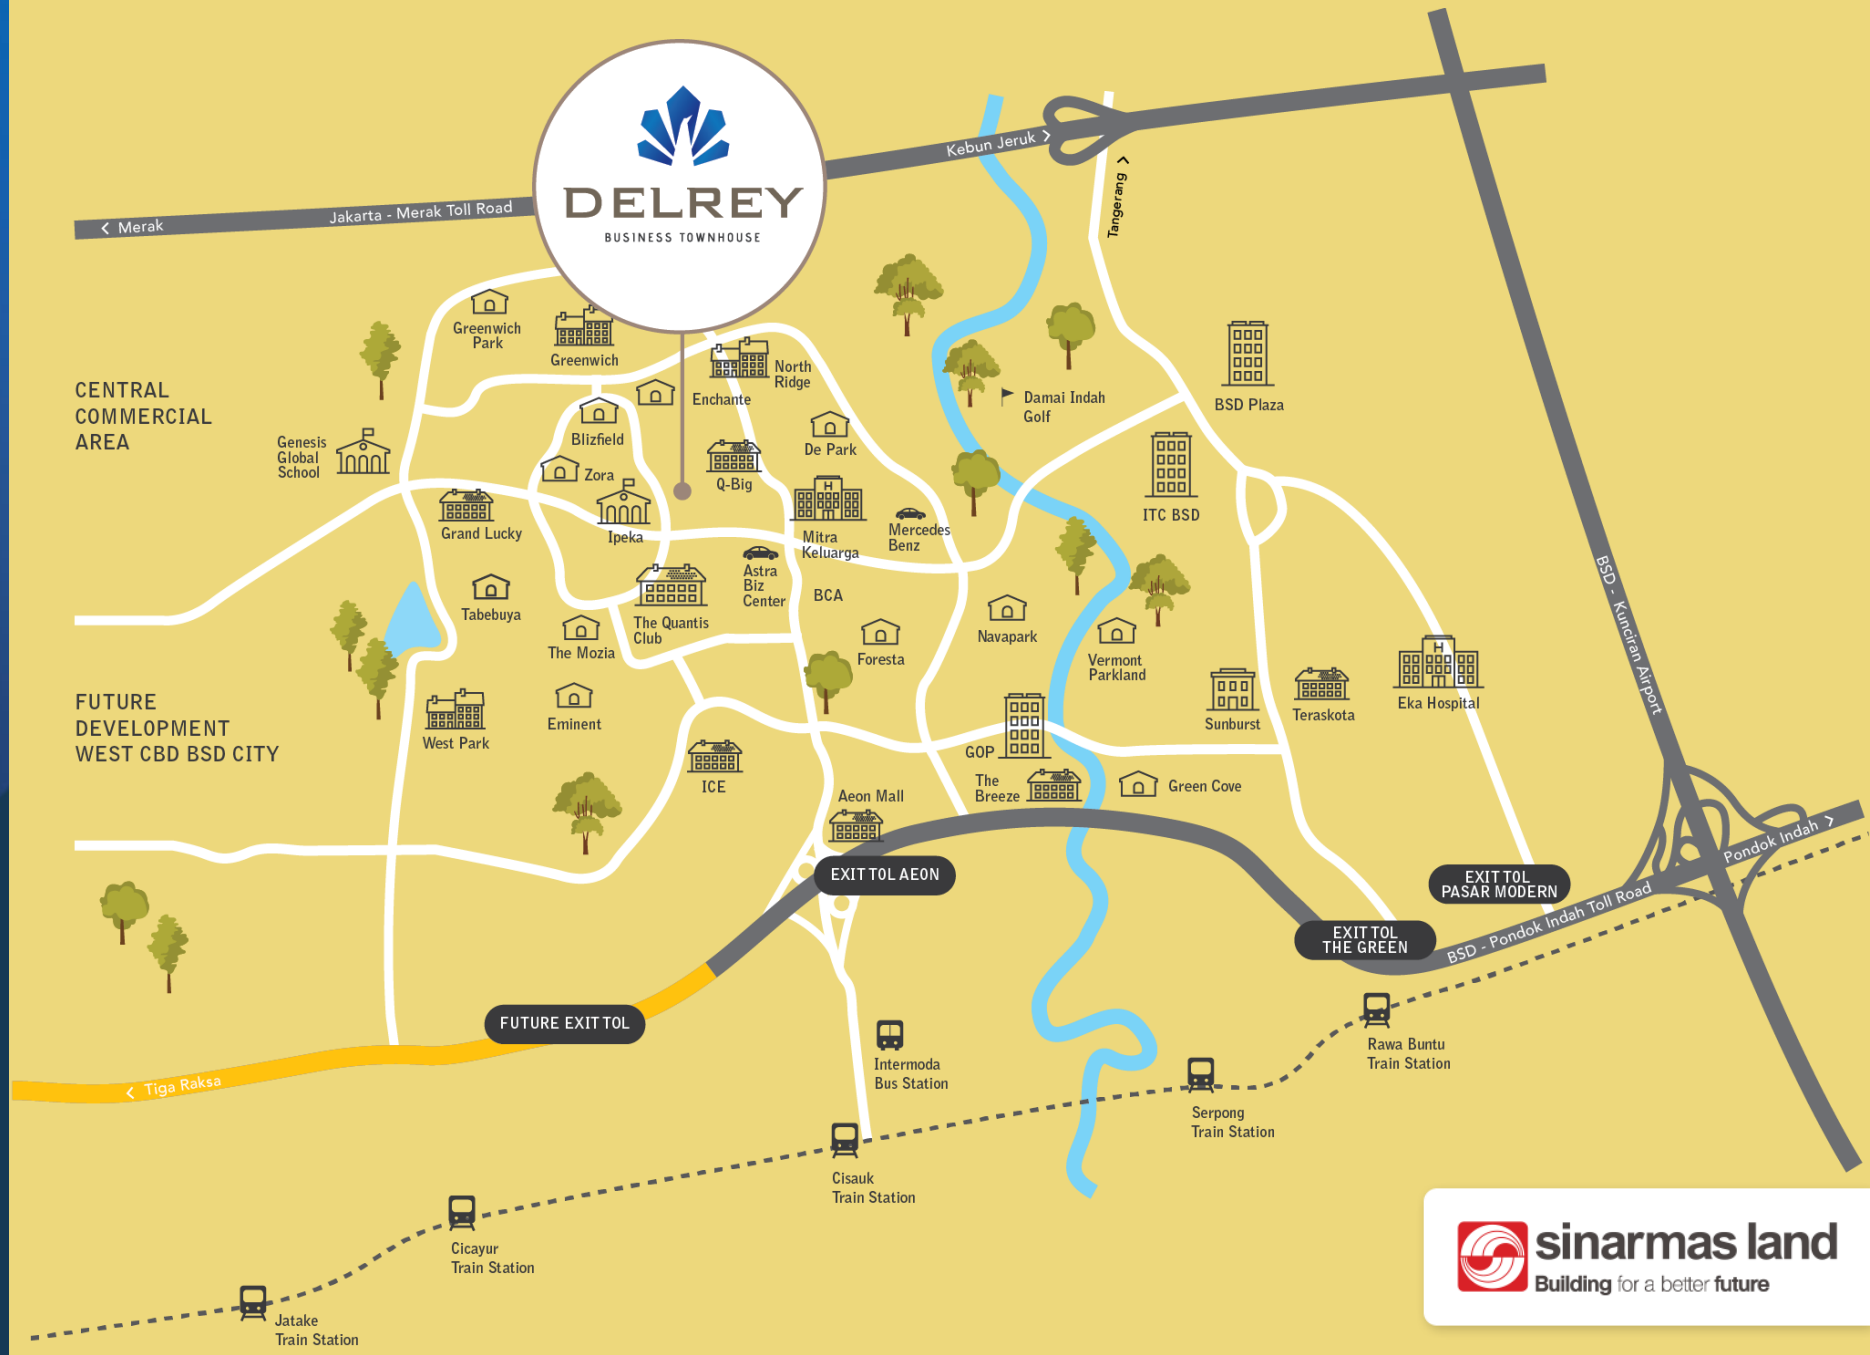 DELREY
BUSINESS TOWNHOUSE
Kebun Jeruk >
Tangerang >
Jakarta - Merak Toll Road
< Merak
Greenwich
Park
Greenwich
North
Ridge
Enchante
CENTRAL
COMMERCIAL
AREA
Damai Indah
Golf
BSD Plaza
Blizfield
De Park
Genesis
Global
School
Zora
Q-Big
Grand Lucky
Ipeka
Mitra
Keluarga
Mercedes
Benz
ITC BSD
Astra
Biz
Center
BCA
BSD - Kunciran Airport
Tabebuya
The Quantis
Club
The Mozia
Foresta
Navapark
Vermont
Parkland
FUTURE
DEVELOPMENT
WEST CBD BSD CITY
Eminent
West Park
Sunburst
Teraskota
H
H
Eka Hospital
GOP
ICE
The
Breeze
Green Cove
Aeon Mall
Pondok Indah >
EXIT TOL AEON
EXIT TOL
PASAR MODERN
EXIT TOL
THE GREEN
BSD - Pondok Indah Toll Road
FUTURE EXIT TOL
< Tiga Raksa
Intermoda
Bus Station
Rawa Buntu
Train Station
Serpong
Train Station
Cisauk
Train Station
Cicayur
Train Station
Jatake
Train Station
sinarmas land
Building for a better future